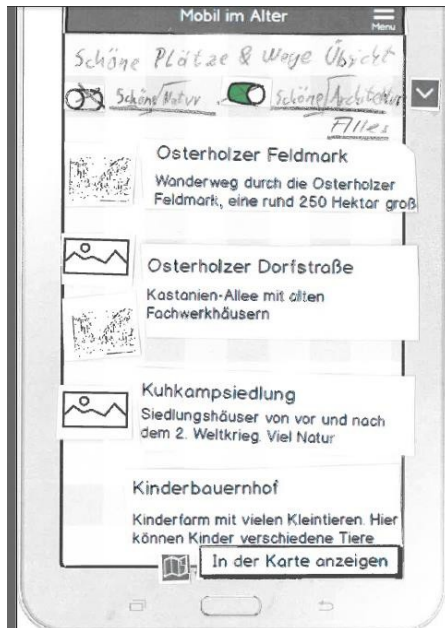 Mobil im Alter
Menu
Schöne Plätze & Wege Übsicht
Schöne Natur Schöne Architektur
Alles
Osterholzer Feldmark
Wanderweg durch die Osterholzer
Feldmark, eine rund 250 Hektar groß
Osterholzer Dorfstraße
Kastanien-Allee mit alten
Fachwerkhäusern
Kuhkampsiedlung
Siedlungshäuser von vor und nach
dem 2. Weltkrieg. Viel Natur
Kinderbauernhof
Kinderfarm mit vielen Kleintieren. Hier
können Kinder verschiedene Tiere
In der Karte anzeigen